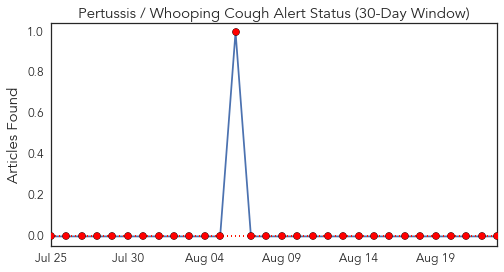 Pertussis / Whooping Cough Alert Status (30-Day Window)
Articles Found
1.0
0.8
0.6
0.4
0.2
0.0
Jul 25 Jul 30 Aug 04 Aug 09 Aug 14 Aug 19